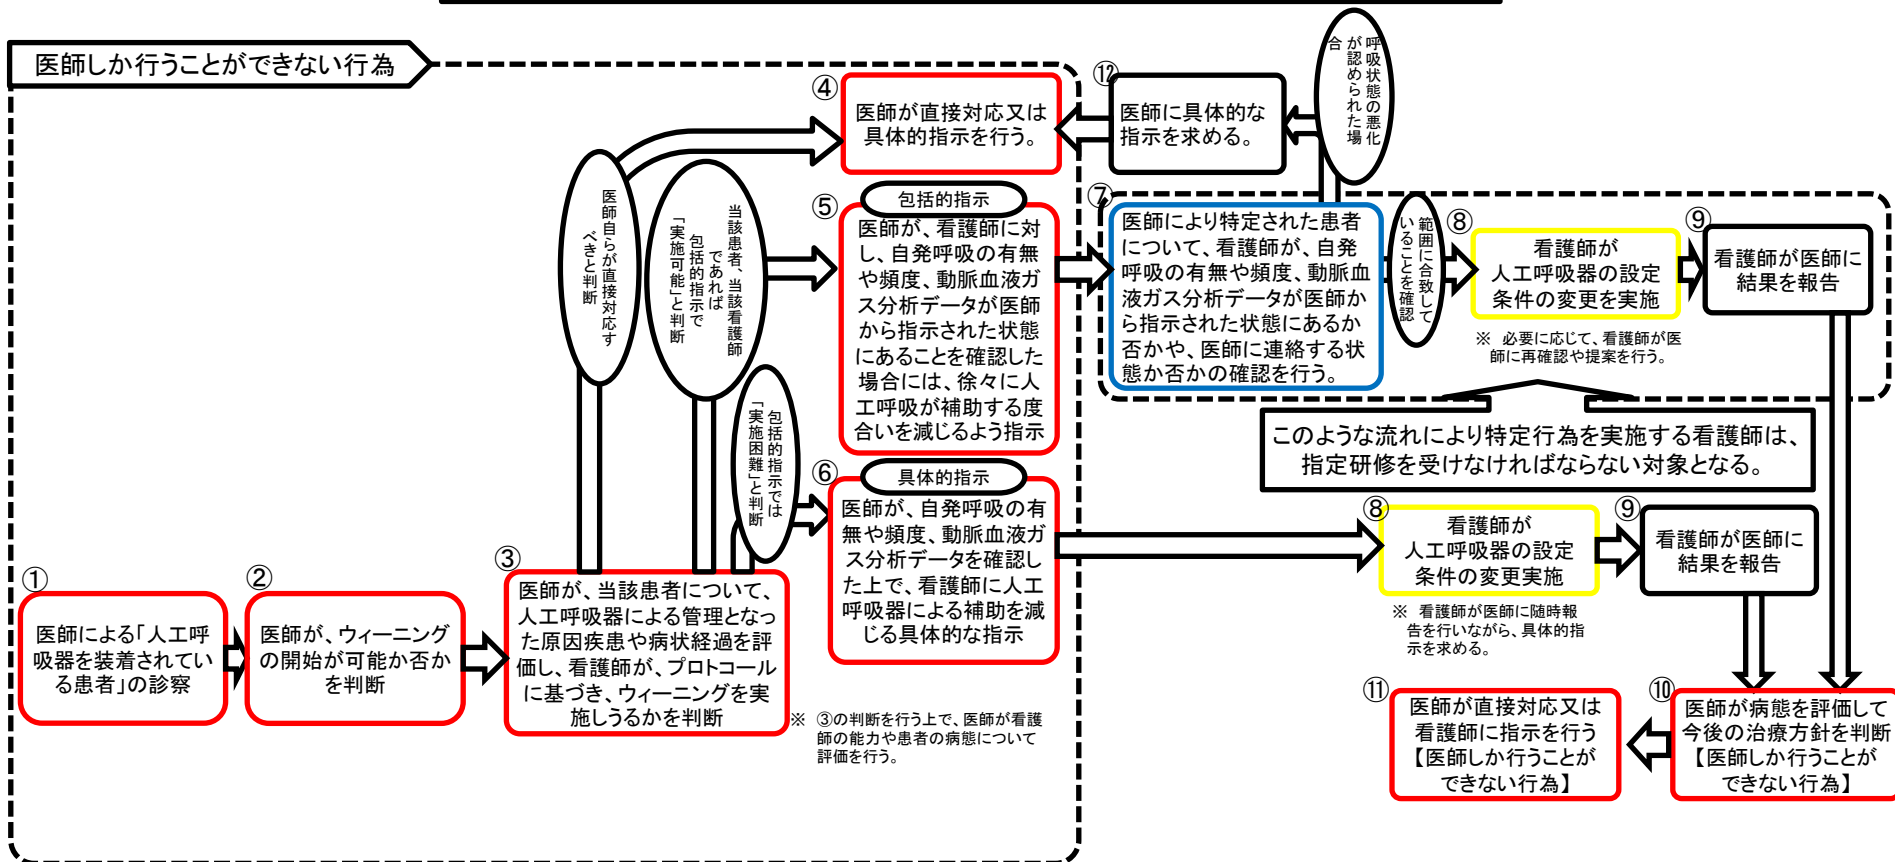 医師しか行うことができない行為
①
医師による「人工呼
吸器を装着されてい
る患者」の診察
②
医師が、ウィーニング
の開始が可能か否か
を判断
③
医師が、当該患者について、
人工呼吸器による管理となっ
た原因疾患や病状経過を評
価し、看護師が、プロトコール
に基づき、ウィーニングを実
施しうるかを判断
※ ③の判断を行う上で、医師が看護
師の能力や患者の病態について
評価を行う。
医師自らが直接対応す
べきと判断
当該患者、当該看護師
であれば
包括的指示で
「実施可能」と判断
包括的指示では
「実施困難」と判断
④
医師が直接対応又は
具体的指示を行う。
⑤
包括的指示
医師が、看護師に対
し、自発呼吸の有無
や頻度、動脈血液ガ
ス分析データが医師
から指示された状態
にあることを確認した
場合には、徐々に人
工呼吸が補助する度
合いを減じるよう指示
⑥
具体的指示
医師が、自発呼吸の有
無や頻度、動脈血液ガ
ス分析データを確認し
た上で、看護師に人工
呼吸器による補助を減
じる具体的な指示
⑫
医師に具体的な
指示を求める。
呼吸状態の悪化
が認められた場
合
⑦
医師により特定された患者
について、看護師が、自発
呼吸の有無や頻度、動脈血
液ガス分析データが医師か
ら指示された状態にあるか
否かや、医師に連絡する状
態か否かの確認を行う。
範囲に合致して
いることを確認
⑧
看護師が
人工呼吸器の設定
条件の変更を実施
※ 必要に応じて、看護師が医
師に再確認や提案を行う。
⑨
看護師が医師に
結果を報告
このような流れにより特定行為を実施する看護師は、
指定研修を受けなければならない対象となる。
⑧
看護師が
人工呼吸器の設定
条件の変更実施
※ 看護師が医師に随時報
告を行いながら、具体的指
示を求める。
⑨
看護師が医師に
結果を報告
⑩
医師が病態を評価して
今後の治療方針を判断
【医師しか行うことが
できない行為】
⑪
医師が直接対応又は
看護師に指示を行う
【医師しか行うことが
できない行為】